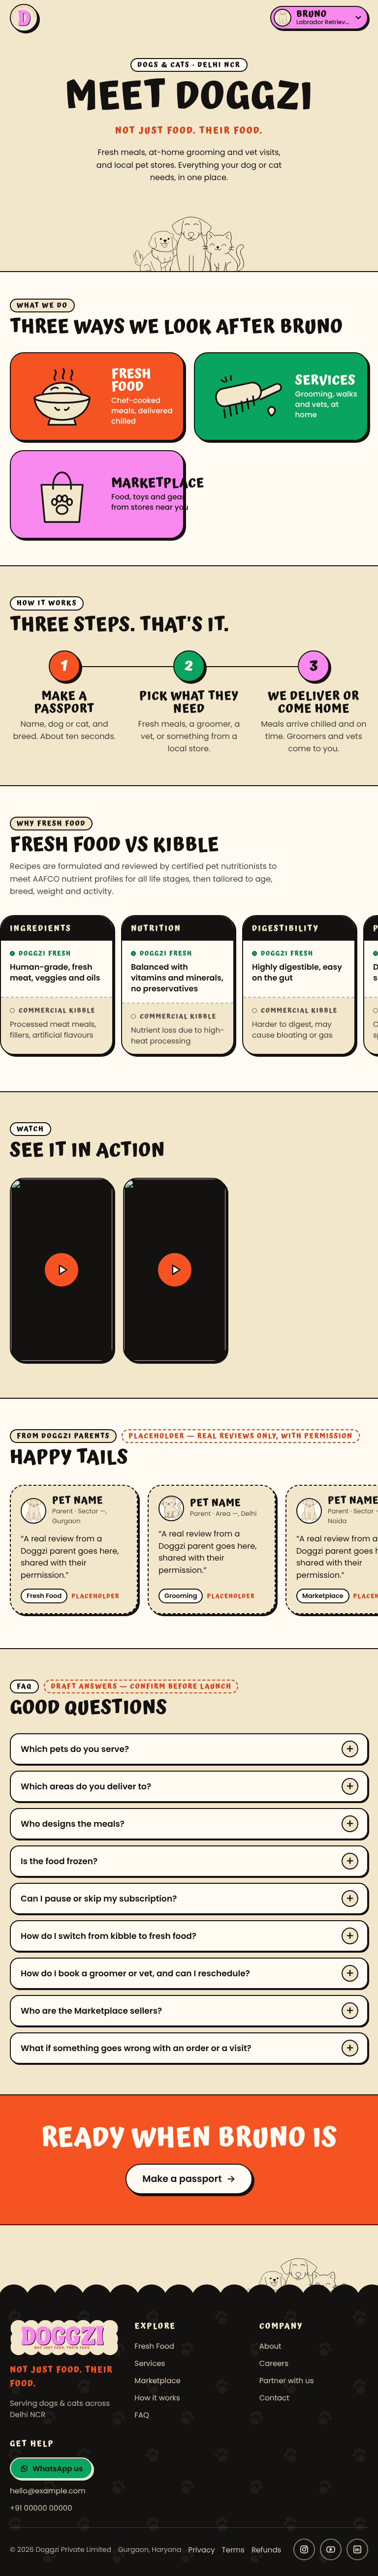 D
BRUNO
Labrador Retriev...
DOGS & CATS · DELHI NCR
MEET DOGGZI
NOT JUST FOOD. THEIR FOOD.
Fresh meals, at-home grooming and vet visits,
and local pet stores. Everything your dog or cat
needs, in one place.
WHAT WE DO
THREE WAYS WE LOOK AFTER BRUNO
FRESH
FOOD
Chef-cooked
meals, delivered
chilled
SERVICES
Grooming, walks
and vets, at
home
MARKETPLACE
Food, toys and gear
from stores near you
HOW IT WORKS
THREE STEPS. THAT'S IT.
1
MAKE A
PASSPORT
Name, dog or cat, and
breed. About ten seconds.
2
PICK WHAT THEY
NEED
Fresh meals, a groomer, a
vet, or something from a
local store.
3
WE DELIVER OR
COME HOME
Meals arrive chilled and on
time. Groomers and vets
come to you.
WHY FRESH FOOD
FRESH FOOD VS KIBBLE
Recipes are formulated and reviewed by certified pet nutritionists to
meet AAFCO nutrient profiles for all life stages, then tailored to age,
breed, weight and activity.
INGREDIENTS
DOGGZI FRESH
Human-grade, fresh
meat, veggies and oils
COMMERCIAL KIBBLE
Processed meat meals,
fillers, artificial flavours
NUTRITION
DOGGZI FRESH
Balanced with
vitamins and minerals,
no preservatives
COMMERCIAL KIBBLE
Nutrient loss due to high-
heat processing
DIGESTIBILITY
DOGGZI FRESH
Highly digestible, easy
on the gut
COMMERCIAL KIBBLE
Harder to digest, may
cause bloating or gas
WATCH
SEE IT IN ACTION
FROM DOGGZI PARENTS
PLACEHOLDER — REAL REVIEWS ONLY, WITH PERMISSION
HAPPY TAILS
PET NAME
Parent · Sector —,
Gurgaon
“A real review from a
Doggzi parent goes here,
shared with their
permission.”
Fresh Food PLACEHOLDER
PET NAME
Parent · Area —, Delhi
“A real review from a
Doggzi parent goes here,
shared with their
permission.”
Grooming PLACEHOLDER
PET NAME
Parent · Sector
Noida
“A real review from a
Doggzi parent goes
shared with their
permission.”
Marketplace
FAQ
DRAFT ANSWERS — CONFIRM BEFORE LAUNCH
GOOD QUESTIONS
Which pets do you serve?
Which areas do you deliver to?
Who designs the meals?
Is the food frozen?
Can I pause or skip my subscription?
How do I switch from kibble to fresh food?
How do I book a groomer or vet, and can I reschedule?
Who are the Marketplace sellers?
What if something goes wrong with an order or a visit?
READY WHEN BRUNO IS
Make a passport →
DOGGZI
NOT JUST FOOD. THEIR FOOD.
NOT JUST FOOD. THEIR
FOOD.
Serving dogs & cats across
Delhi NCR
EXPLORE
Fresh Food
Services
Marketplace
How it works
FAQ
COMPANY
About
Careers
Partner with us
Contact
GET HELP
WhatsApp us
hello@example.com
+91 00000 00000
© 2026 Doggzi Private Limited Gurgaon, Haryana Privacy Terms Refunds